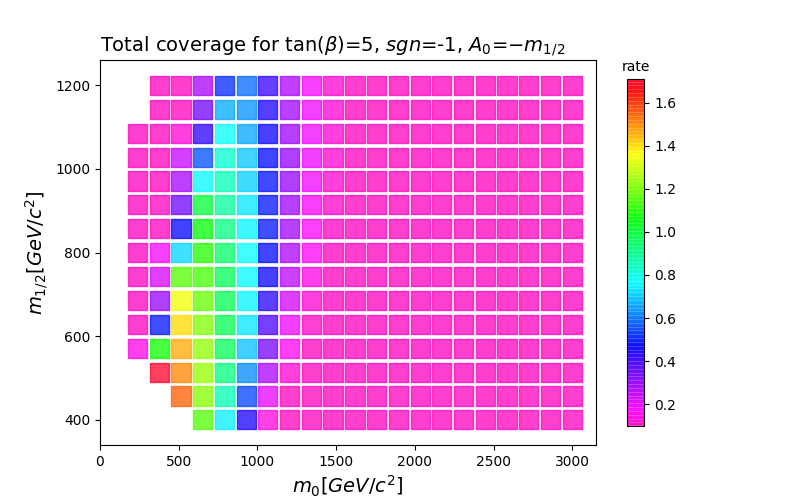 Total coverage for tan(β)=5, sgn=-1, A₀=−m₁/₂
rate
1200
1000
800
600
400
m₁/₂[GeV/c²]
1.6
1.4
1.2
1.0
0.8
0.6
0.4
0.2
0 500 1000 1500 2000 2500 3000
m₀[GeV/c²]